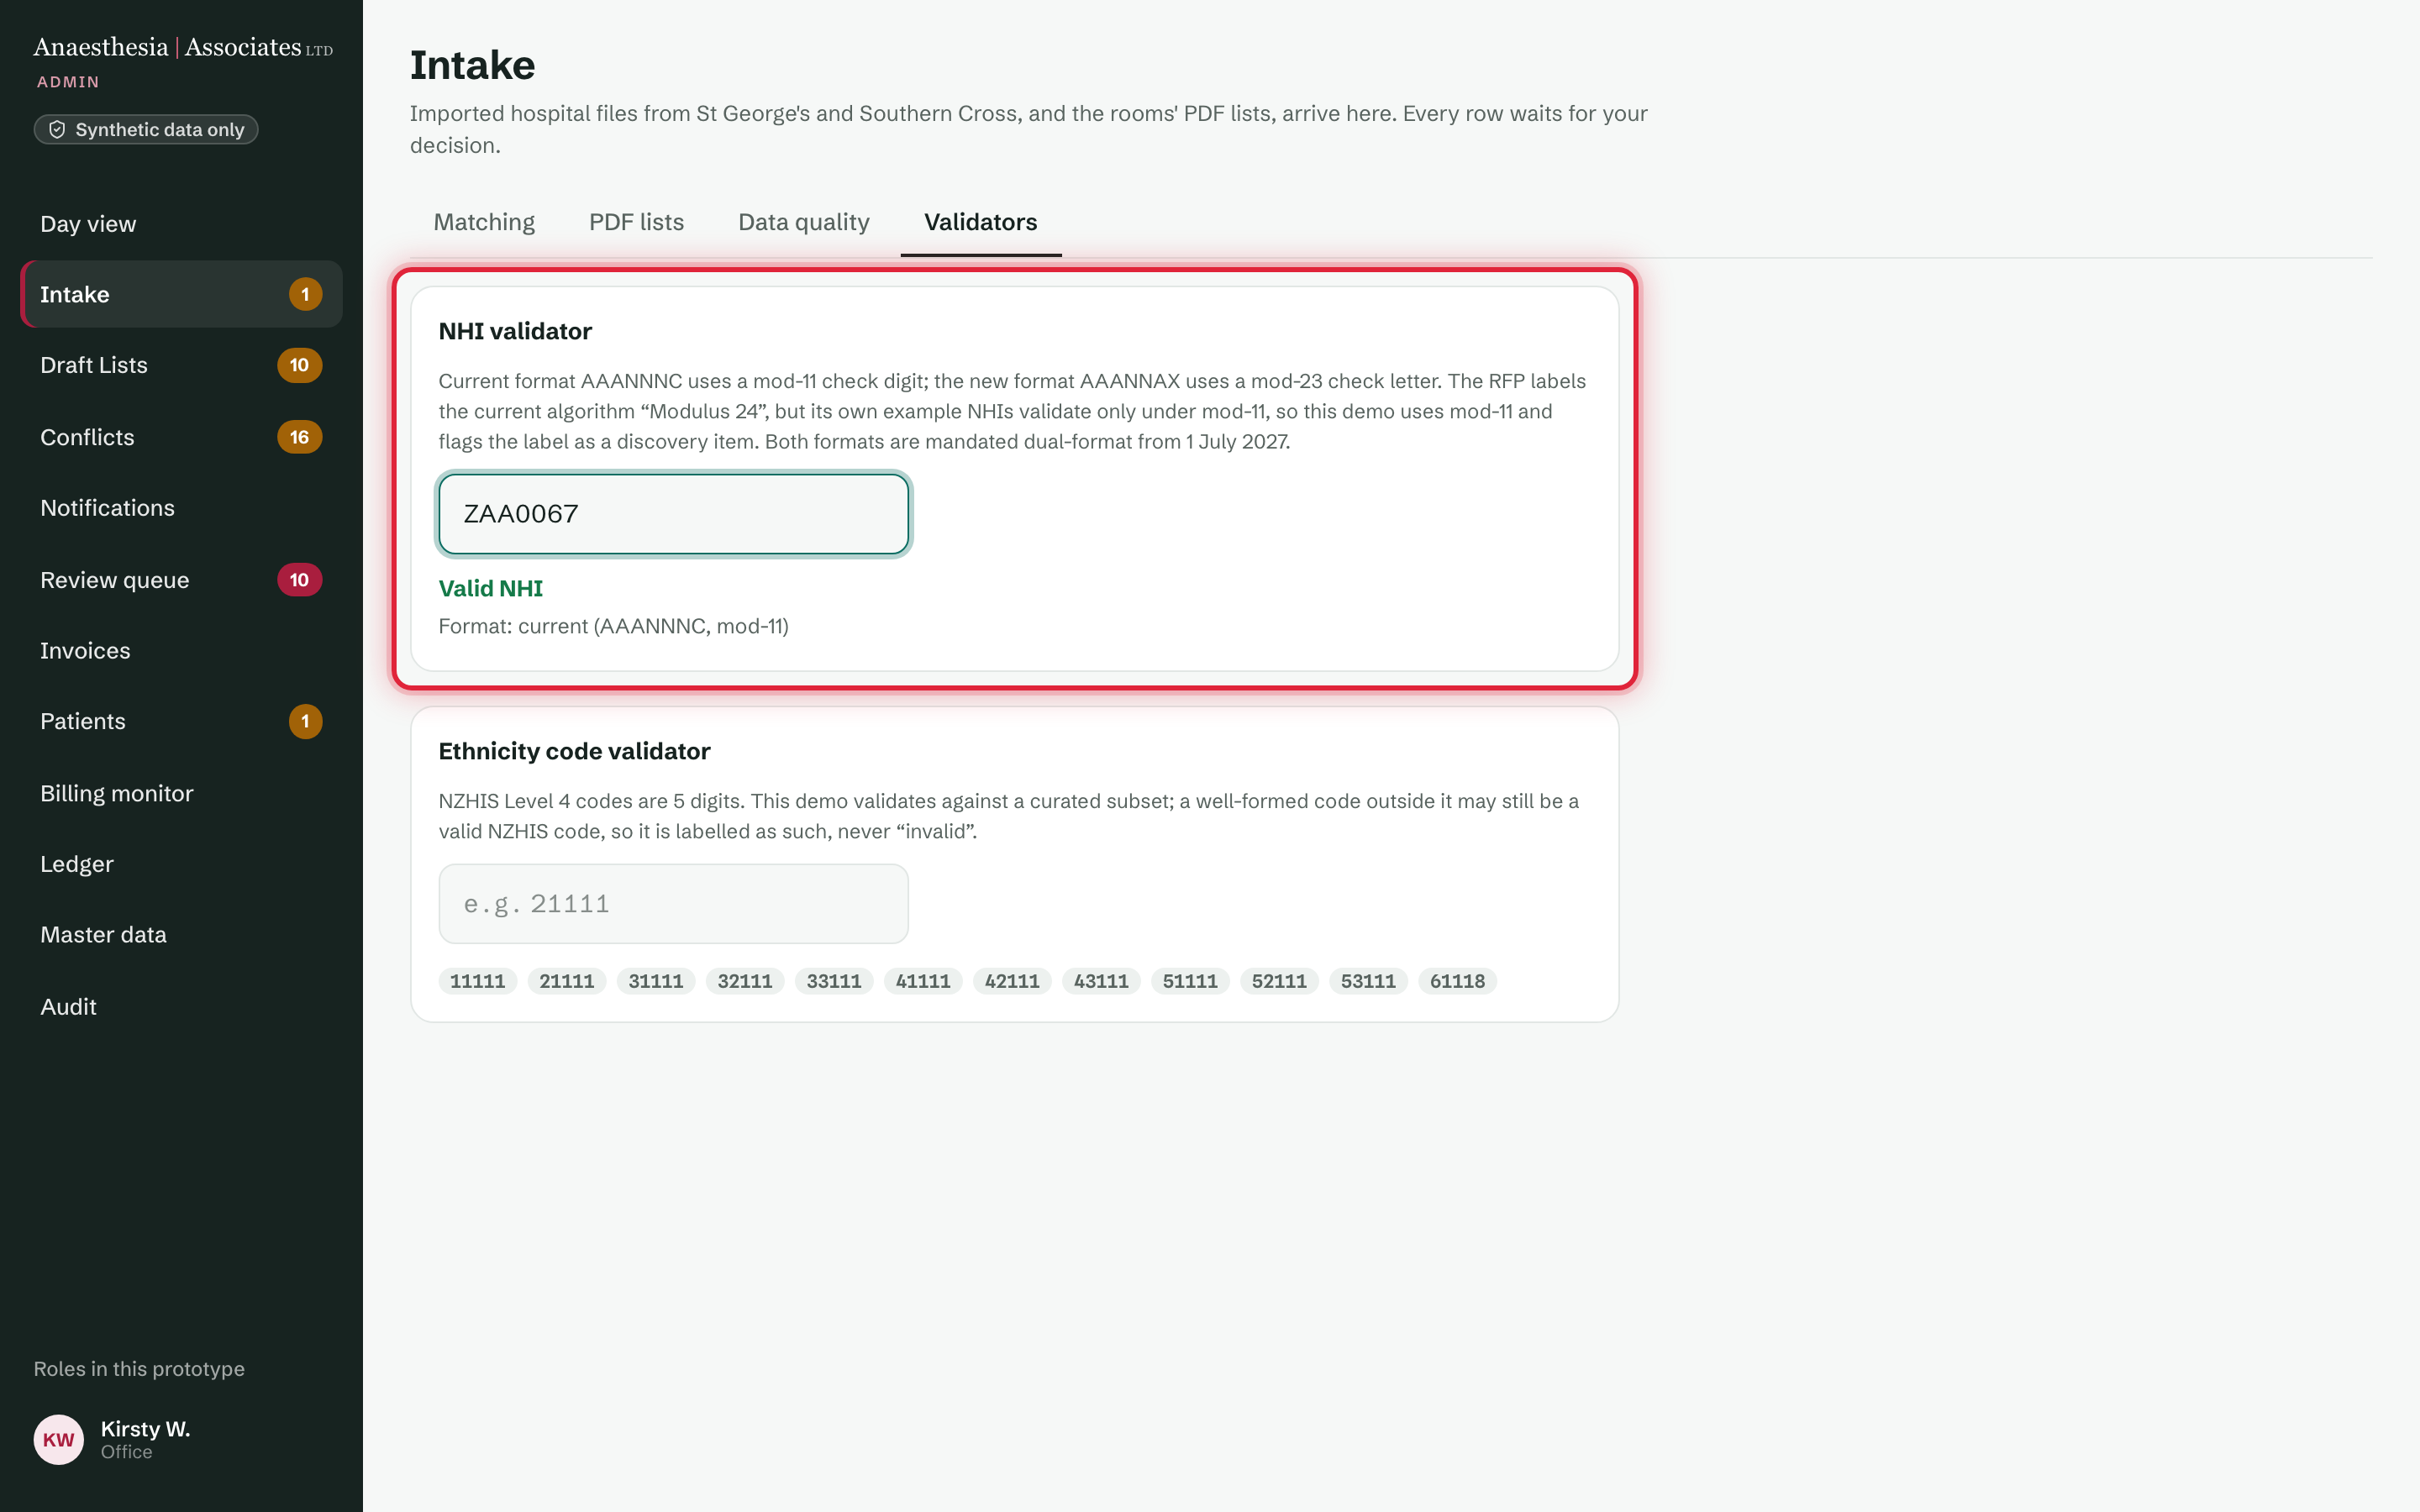 Anaesthesia | Associates LTD
ADMIN
Synthetic data only
Day view
Intake 1
Draft Lists 10
Conflicts 16
Notifications
Review queue 10
Invoices
Patients 1
Billing monitor
Ledger
Master data
Audit
Roles in this prototype
KW
Kirsty W.
Office
Intake
Imported hospital files from St George's and Southern Cross, and the rooms' PDF lists, arrive here. Every row waits for your
decision.
Matching PDF lists Data quality Validators
NHI validator
Current format AAANNNC uses a mod-11 check digit; the new format AAANNAX uses a mod-23 check letter. The RFP labels
the current algorithm “Modulus 24”, but its own example NHIs validate only under mod-11, so this demo uses mod-11 and
flags the label as a discovery item. Both formats are mandated dual-format from 1 July 2027.
ZAA0067
Valid NHI
Format: current (AAANNNC, mod-11)
Ethnicity code validator
NZHIS Level 4 codes are 5 digits. This demo validates against a curated subset; a well-formed code outside it may still be a
valid NZHIS code, so it is labelled as such, never “invalid”.
e.g. 21111
11111 21111 31111 32111 33111 41111 42111 43111 51111 52111 53111 61118